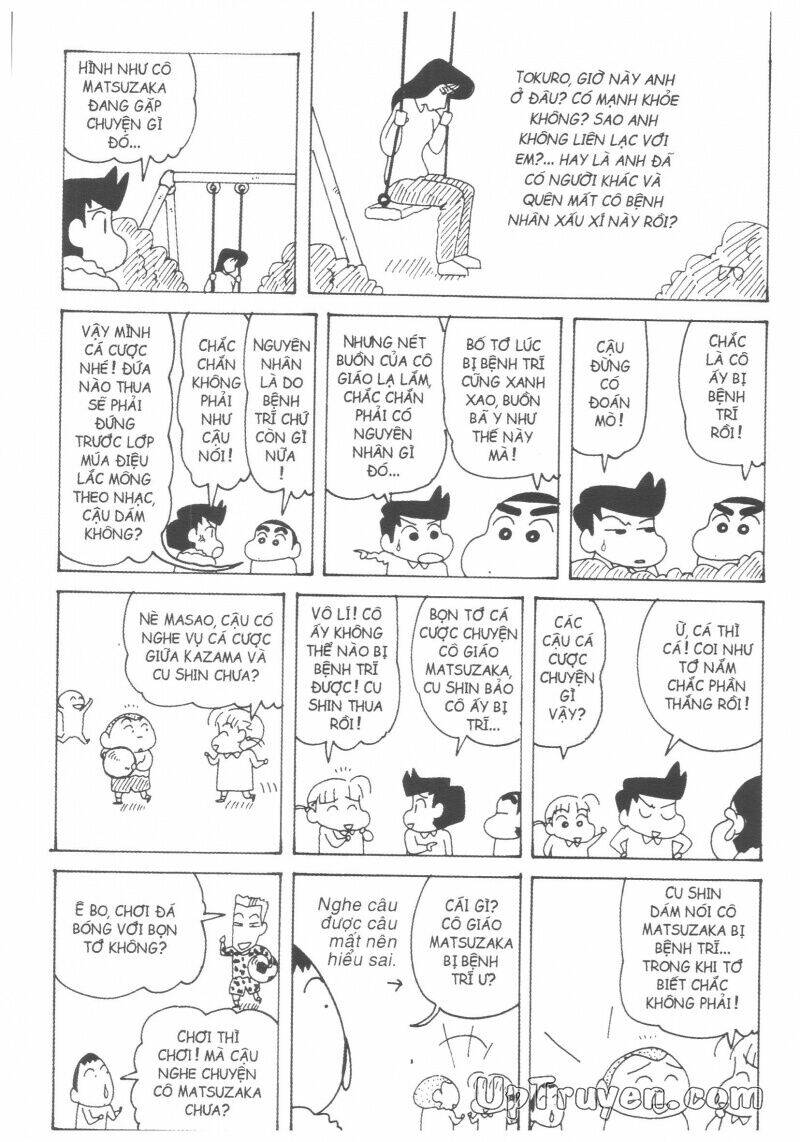 TOKURO, GIỜ NÀY ANH
Ở ĐÂU? CÓ MẠNH KHỎE
KHÔNG? SAO ANH
KHÔNG LIÊN LẠC VỚI
EM?... HAY LÀ ANH ĐÃ
CÓ NGƯỜI KHÁC VÀ
QUÊN MẤT CÔ BỆNH
NHÂN XẤU XÍ NÀY RỒI?
HÌNH NHƯ CÔ
MATSUZAKA
ĐANG GẶP
CHUYỆN GÌ
ĐÓ...
CHẮC
LÀ CÔ
ẤY BỊ
BỆNH
TRĨ
RỒI!
CẬU
ĐỪNG
CÓ
ĐOÁN
MÒ!
BỐ TỚ LÚC
BỊ BỆNH TRĨ
CŨNG XANH
XAO, BUỒN
BÃ Y NHƯ
THẾ NÀY
MÀ!
NHƯNG NÉT
BUỒN CỦA CÔ
GIÁO LẠ LẮM,
CHẮC CHẮN
PHẢI CÓ
NGUYÊN
NHÂN GÌ
ĐÓ...
NGUYÊN
NHÂN
LÀ DO
BỆNH
TRĨ CHỨ
CÒN GÌ
NỮA
!
CHẮC
CHẮN
KHÔNG
PHẢI
NHƯ
CẬU
NÓI!
VẬY MÌNH
CÁ CƯỢC
NHÉ! ĐỨA
NÀO THUA
SẼ PHẢI
ĐỨNG
TRƯỚC LỚP
MÚA ĐIỆU
LẮC MÔNG
THEO NHẠC,
CẬU DÁM
KHÔNG?
Ừ, CÁ THÌ
CÁ! COI NHƯ
TỚ NẮM
CHẮC PHẦN
THẮNG RỒI!
CÁC
CẬU CÁ
CƯỢC
CHUYỆN
GÌ
VẬY?
BỌN TỚ CÁ
CƯỢC CHUYỆN
CÔ GIÁO
MATSUZAKA,
CU SHIN BẢO
CÔ ẤY BỊ
TRĨ...
VÔ LÍ! CÔ
ẤY KHÔNG
THỂ NÀO BỊ
BỆNH TRĨ
ĐƯỢC! CU
SHIN THUA
RỒI!
NÈ MASAO, CẬU CÓ
NGHE VỤ CÁ CƯỢC
GIỮA KAZAMA VÀ
CU SHIN CHƯA?
CU SHIN
DÁM NÓI CÔ
MATSUZAKA BỊ
BỆNH TRĨ...
TRONG KHI TỚ
BIẾT CHẮC
KHÔNG PHẢI!
CÁI GÌ?
CÔ GIÁO
MATSUZAKA
BỊ BỆNH
TRĨ Ư?
Nghe câu
được câu
mất nên
hiểu sai.
Ê BO, CHƠI ĐÁ
BÓNG VỚI BỌN
TỚ KHÔNG?
CHƠI THÌ
CHƠI! MÀ CẬU
NGHE CHUYỆN
CÔ MATSUZAKA
CHƯA?
UpTruyen.com